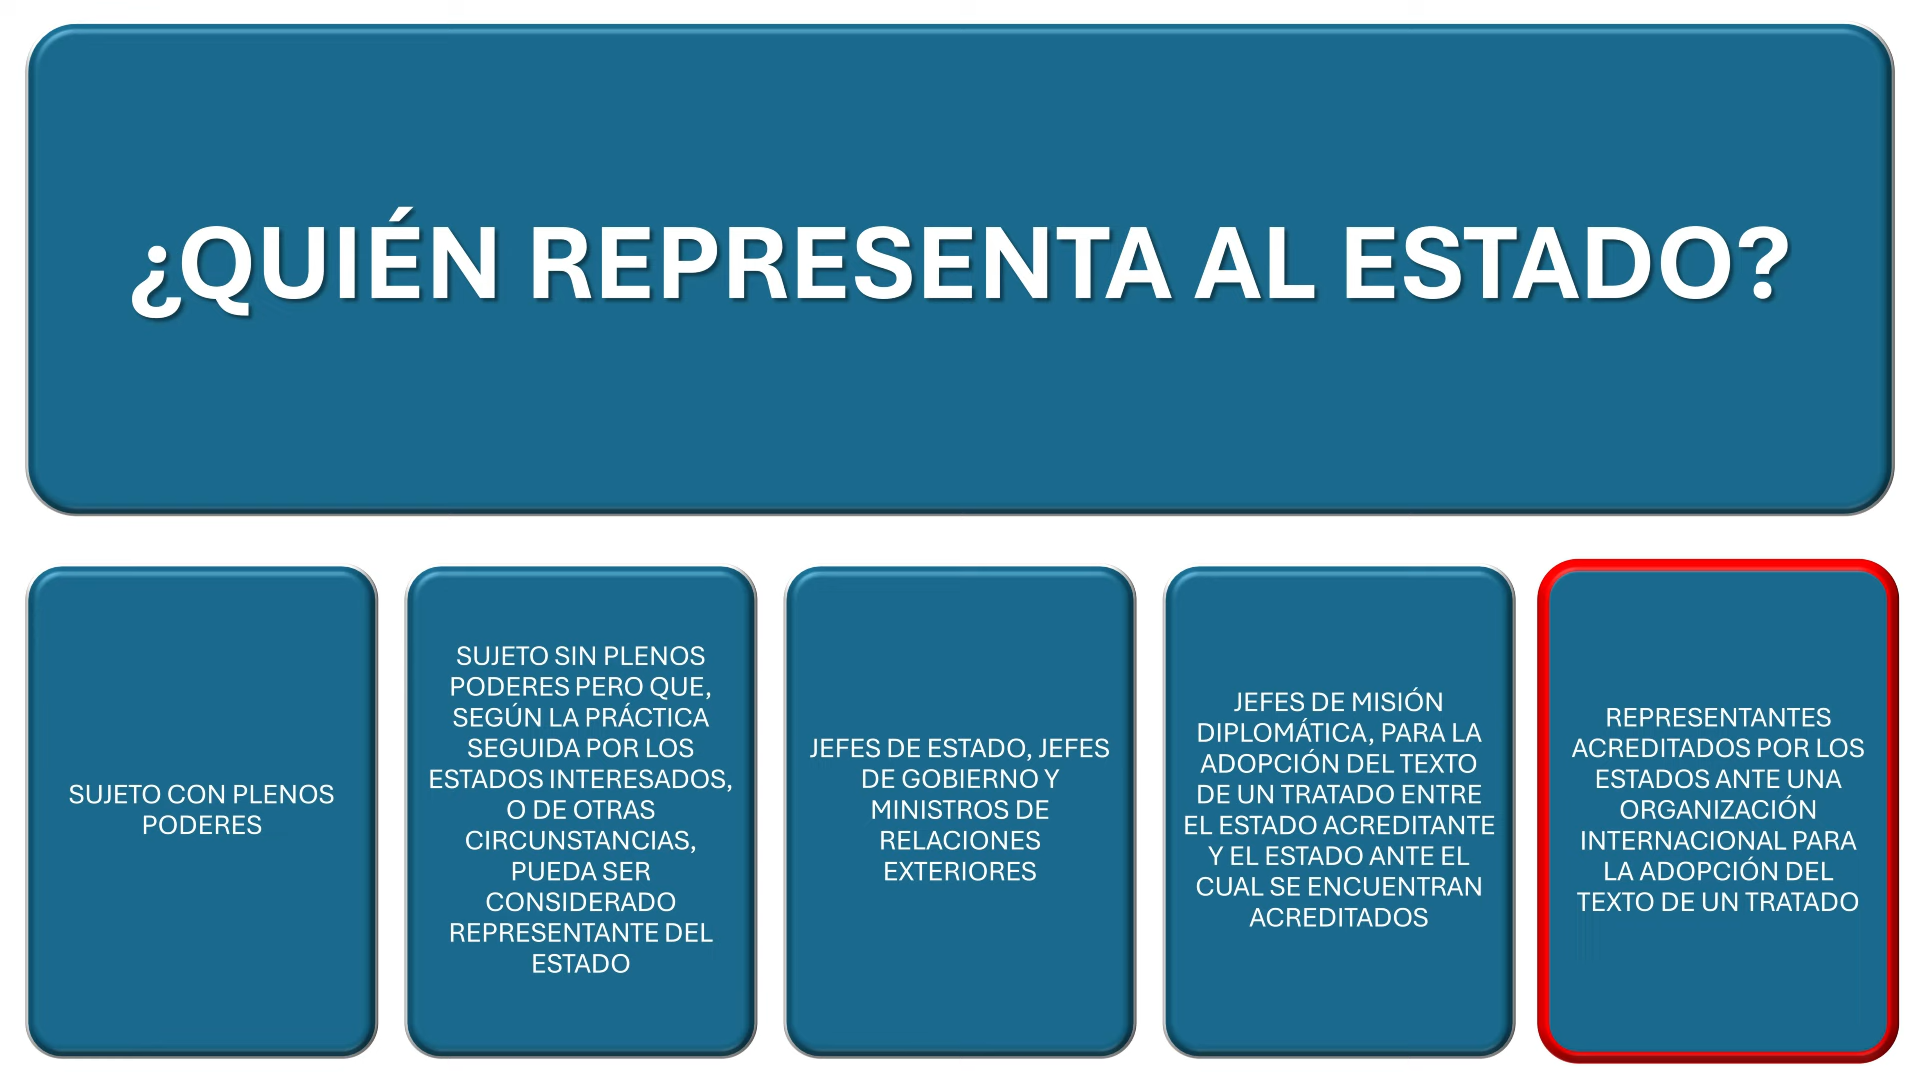 ¿QUIÉN REPRESENTA AL ESTADO?
SUJETO CON PLENOS
PODERES
SUJETO SIN PLENOS
PODERES PERO QUE,
SEGÚN LA PRÁCTICA
SEGUIDA POR LOS
ESTADOS INTERESADOS,
O DE OTRAS
CIRCUNSTANCIAS,
PUEDA SER
CONSIDERADO
REPRESENTANTE DEL
ESTADO
JEFES DE ESTADO, JEFES
DE GOBIERNO Y
MINISTROS DE
RELACIONES
EXTERIORES
JEFES DE MISIÓN
DIPLOMÁTICA, PARA LA
ADOPCIÓN DEL TEXTO
DE UN TRATADO ENTRE
EL ESTADO ACREDITANTE
Y EL ESTADO ANTE EL
CUAL SE ENCUENTRAN
ACREDITADOS
REPRESENTANTES
ACREDITADOS POR LOS
ESTADOS ANTE UNA
ORGANIZACIÓN
INTERNACIONAL PARA
LA ADOPCIÓN DEL
TEXTO DE UN TRATADO